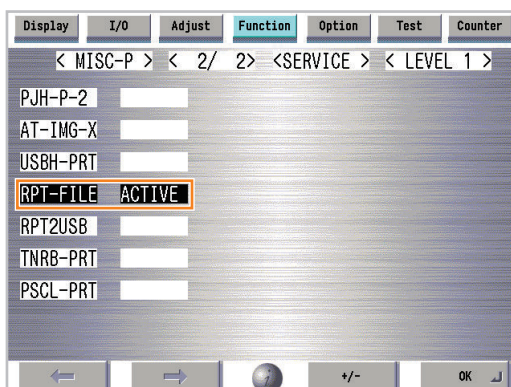 Display I/O Adjust Function Option Test Counter
< MISC-P > < 2/ 2> <SERVICE > < LEVEL 1 >
PJH-P-2
AT-IMG-X
USBH-PRT
RPT-FILE ACTIVE
RPT2USB
TNRB-PRT
PSCL-PRT
+/- OK